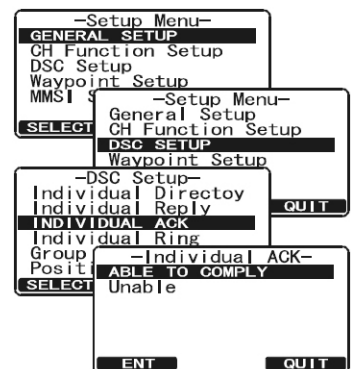 -Setup Menu-
GENERAL SETUP
CH Function Setup
DSC Setup
Waypoint Setup
MMSI S
SELECT
-Setup Menu-
General Setup
CH Function Setup
DSC SETUP
Waypoint Setup
QUIT
-DSC Setup-
Individual Directoy
Individual Reply
INDIVIDUAL ACK
Individual Ring
Group
Positi
SELECT
-Individual ACK-
ABLE TO COMPLY
Unable
ENT QUIT